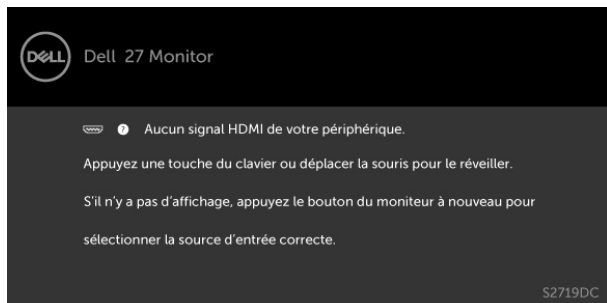 DELL
Dell 27 Monitor
? Aucun signal HDMI de votre périphérique.
Appuyez une touche du clavier ou déplacer la souris pour le réveiller.
S'il n'y a pas d'affichage, appuyez le bouton du moniteur à nouveau pour
sélectionner la source d'entrée correcte.
S2719DC